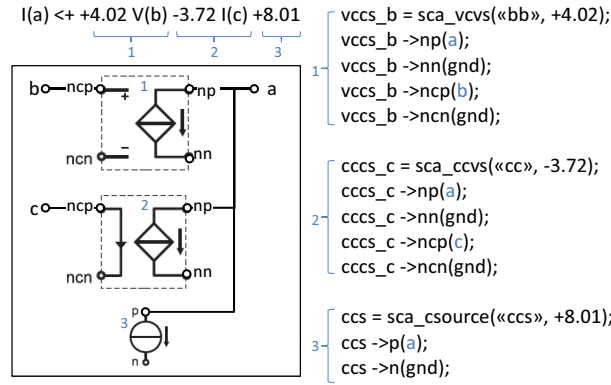 I(a) <+ +4.02 V(b) -3.72 I(c) +8.01
1 2 3
b ncp + 1 np a
ncn − nn
c ncp 2 np
ncn nn
p
3
n
vccs_b = sca_vcvs(«bb», +4.02);
vccs_b ->np(a);
1 vccs_b ->nn(gnd);
vccs_b ->ncp(b);
vccs_b ->ncn(gnd);
cccs_c = sca_ccvs(«cc», -3.72);
cccs_c ->np(a);
2 cccs_c ->nn(gnd);
cccs_c ->ncp(c);
cccs_c ->ncn(gnd);
ccs = sca_csource(«ccs», +8.01);
3 ccs ->p(a);
ccs ->n(gnd);